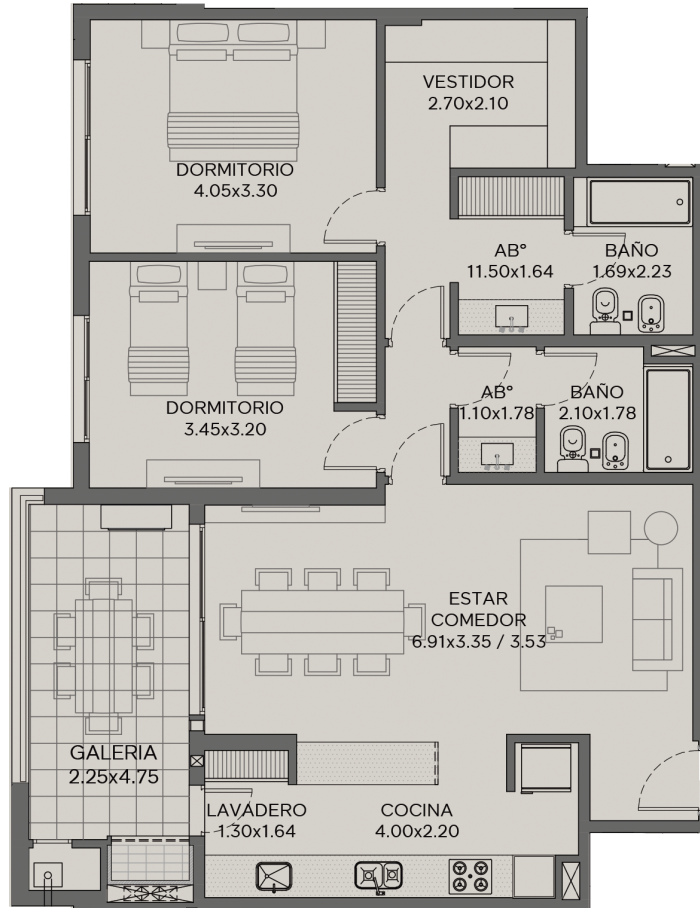 VESTIDOR
2.70x2.10
DORMITORIO
4.05x3.30
AB°
11.50x1.64
BAÑO
1.69x2.23
DORMITORIO
3.45x3.20
AB°
1.10x1.78
BAÑO
2.10x1.78
ESTAR
COMEDOR
6.91x3.35 / 3.53
GALERIA
2.25x4.75
LAVADERO
1.30x1.64
COCINA
4.00x2.20